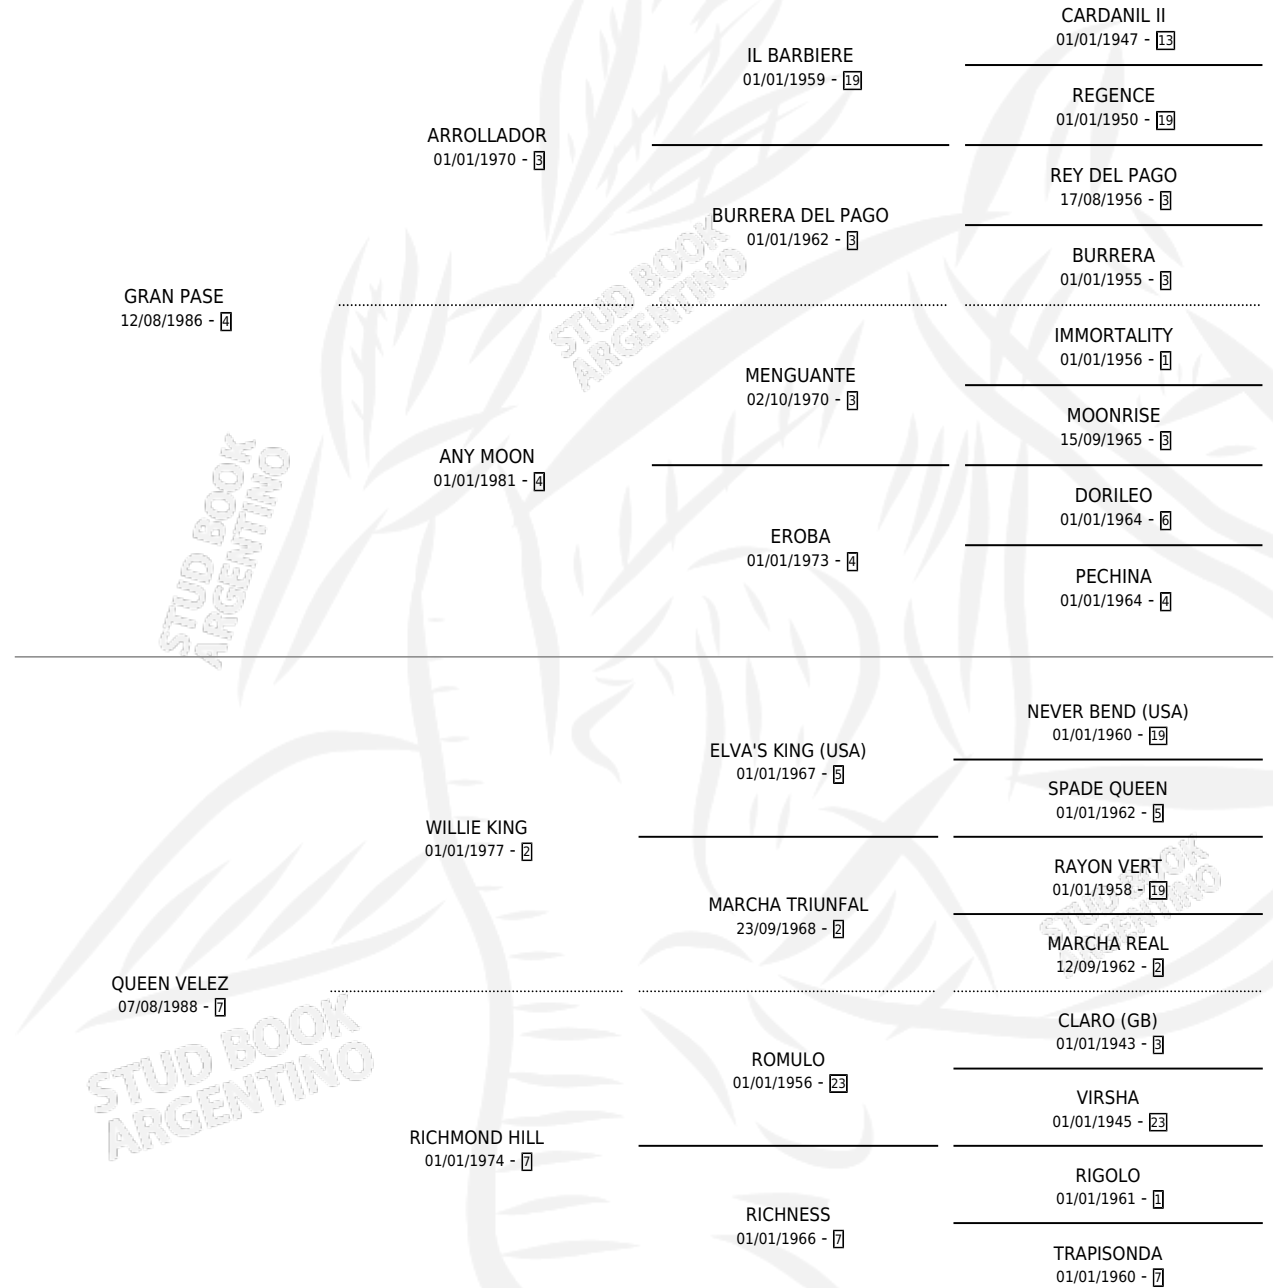 CARDANIL II
01/01/1947 - 13
IL BARBIERE
01/01/1959 - 19
REGENCE
01/01/1950 - 19
ARROLLADOR
01/01/1970 - 3
REY DEL PAGO
17/08/1956 - 3
BURRERA DEL PAGO
01/01/1962 - 3
BURRERA
01/01/1955 - 3
GRAN PASE
12/08/1986 - 4
IMMORTALITY
01/01/1956 - 1
MENGUANTE
02/10/1970 - 3
MOONRISE
15/09/1965 - 3
ANY MOON
01/01/1981 - 4
DORILEO
01/01/1964 - 6
EROBA
01/01/1973 - 4
PECHINA
01/01/1964 - 4
NEVER BEND (USA)
01/01/1960 - 19
ELVA'S KING (USA)
01/01/1967 - 5
SPADE QUEEN
01/01/1962 - 5
WILLIE KING
01/01/1977 - 2
RAYON VERT
01/01/1958 - 19
MARCHA TRIUNFAL
23/09/1968 - 2
MARCHA REAL
12/09/1962 - 2
QUEEN VELEZ
07/08/1988 - 7
CLARO (GB)
01/01/1943 - 3
ROMULO
01/01/1956 - 23
VIRSHA
01/01/1945 - 23
RICHMOND HILL
01/01/1974 - 7
RIGOLO
01/01/1961 - 1
RICHNESS
01/01/1966 - 7
TRAPISONDA
01/01/1960 - 7
STUD BOOK
ARGENTINO
STUD BOOK
ARGENTINO
STUD BOOK
ARGENTINO
STUD BOOK
ARGENTINO